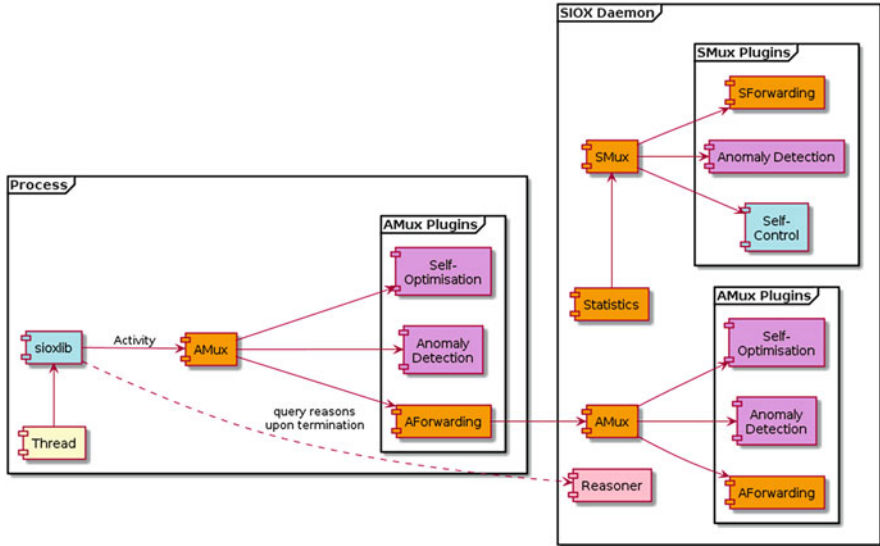 SIOX Daemon
SMux Plugins
SForwarding
SMux
Anomaly Detection
Self-
Control
Statistics
Process
AMux Plugins
Self-
Optimisation
Anomaly
Detection
AForwarding
sioxlib
Activity
AMux
Thread
query reasons
upon termination
AMux Plugins
Self-
Optimisation
AMux
Anomaly
Detection
AForwarding
Reasoner